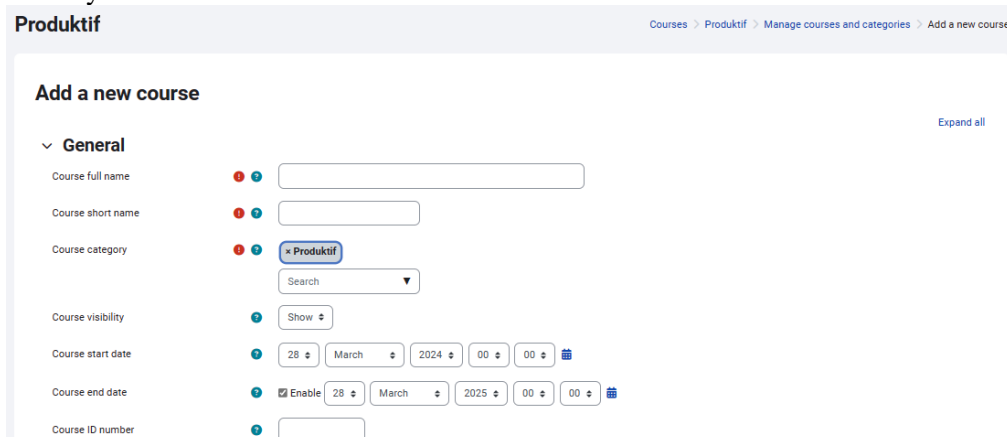 Produktif
Courses > Produktif > Manage courses and categories > Add a new course
Add a new course
Expand all
General
Course full name
Course short name
Course category
× Produktif
Search
Course visibility
Show
Course start date
28 March 2024 00 00
Course end date
Enable 28 March 2025 00 00
Course ID number